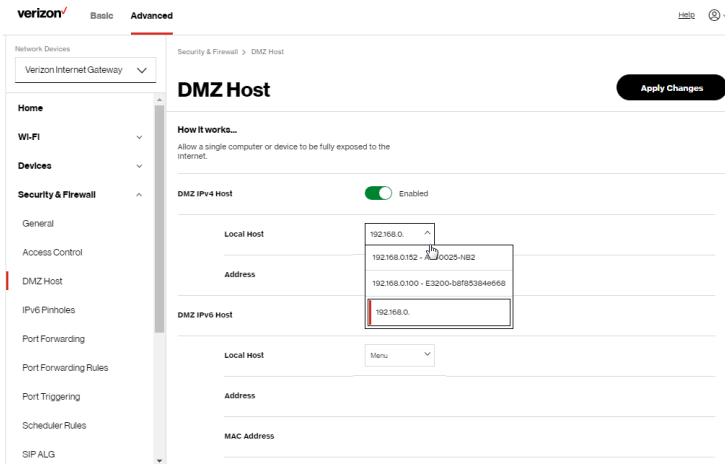 verizon✓ Basic Advanced Help
Network Devices
Verizon Internet Gateway
Home
Wi-Fi
Devices
Security & Firewall
General
Access Control
DMZ Host
IPv6 Pinholes
Port Forwarding
Port Forwarding Rules
Port Triggering
Scheduler Rules
SIP ALG
Security & Firewall > DMZ Host
DMZ Host
Apply Changes
How it works...
Allow a single computer or device to be fully exposed to the
Internet.
DMZ IPv4 Host Enabled
Local Host 192.168.0.
192.168.0.152 - 0025-NB2
192.168.0.100 - E3200-b8f85384e668
192.168.0.
Address
DMZ IPv6 Host
Local Host Menu
Address
MAC Address